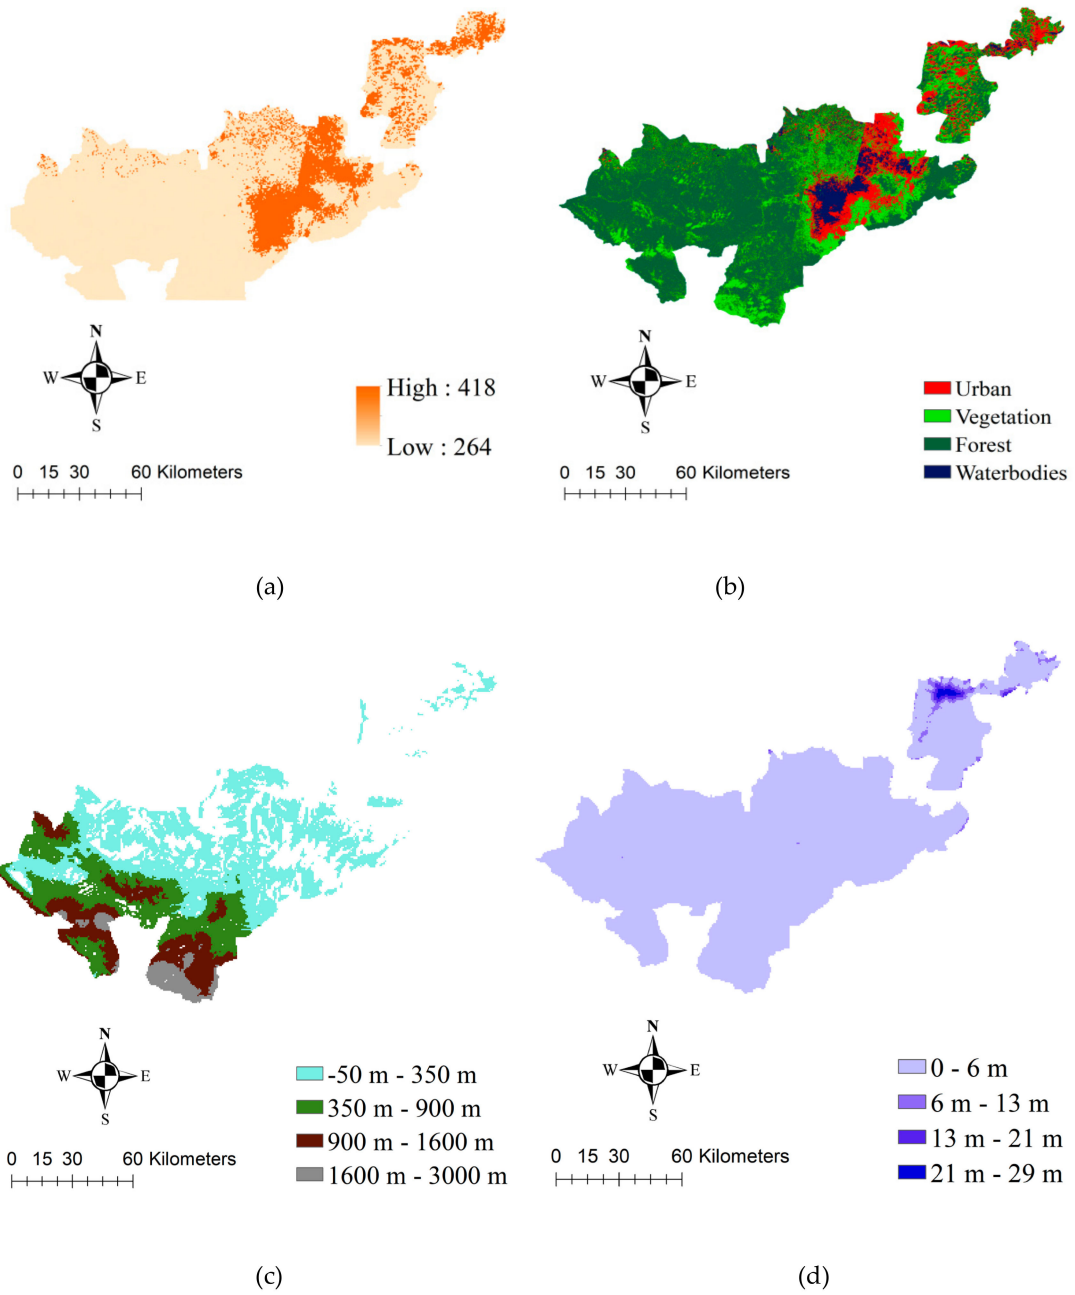 N
W E
S
High : 418
Low : 264
0 15 30 60 Kilometers
(a)
N
W E
S
Urban
Vegetation
Forest
Waterbodies
0 15 30 60 Kilometers
(b)
N
W E
S
-50 m - 350 m
350 m - 900 m
900 m - 1600 m
1600 m - 3000 m
0 15 30 60 Kilometers
(c)
N
W E
S
0 - 6 m
6 m - 13 m
13 m - 21 m
21 m - 29 m
0 15 30 60 Kilometers
(d)